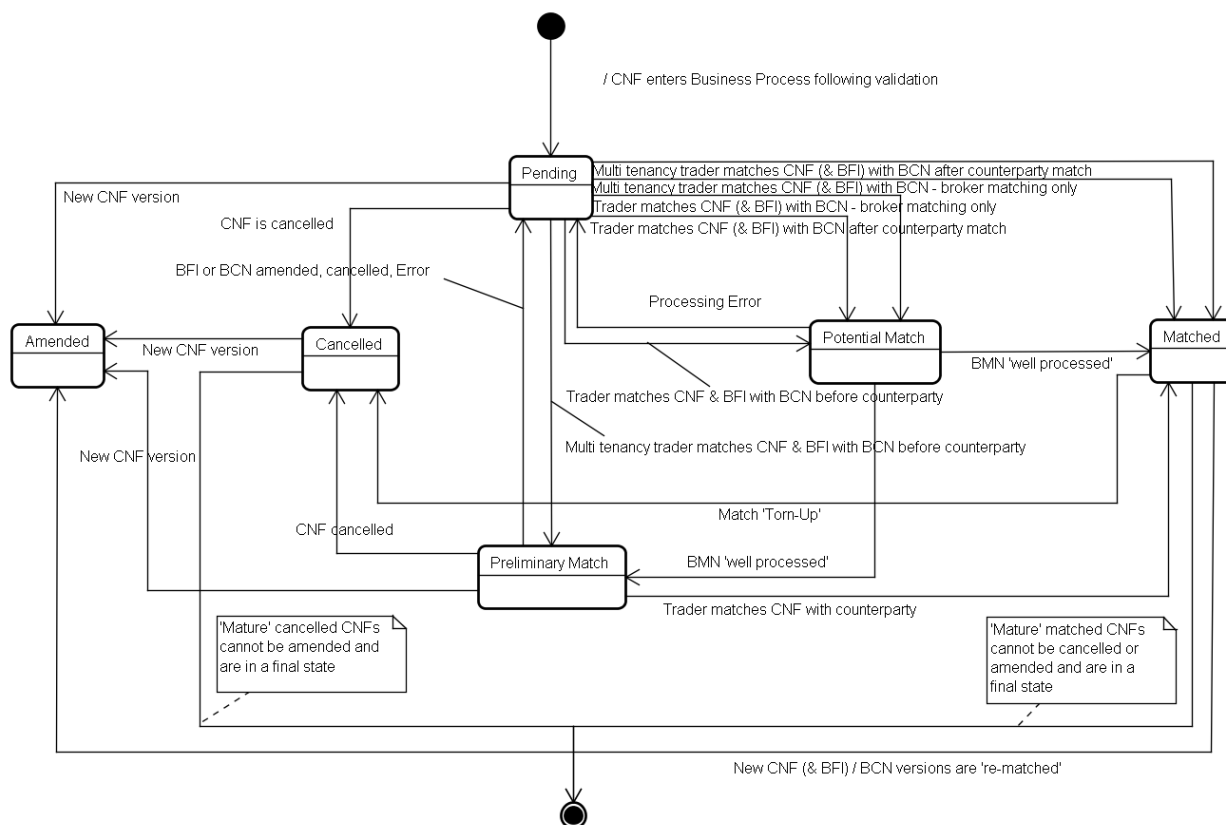 / CNF enters Business Process following validation
Pending
Multi tenancy trader matches CNF (& BFI) with BCN after counterparty match
Multi tenancy trader matches CNF (& BFI) with BCN - broker matching only
New CNF version
Trader matches CNF (& BFI) with BCN - broker matching only
CNF is cancelled
Trader matches CNF (& BFI) with BCN after counterparty match
BFI or BCN amended, cancelled, Error
Processing Error
Amended
Cancelled
Potential Match
Matched
New CNF version
BMN 'well processed'
Trader matches CNF & BFI with BCN before counterparty
New CNF version
Multi tenancy trader matches CNF & BFI with BCN before counterparty
Match 'Torn-Up'
CNF cancelled
Preliminary Match
BMN 'well processed'
Trader matches CNF with counterparty
'Mature' cancelled CNFs
cannot be amended and
are in a final state
'Mature' matched CNFs
cannot be cancelled or
amended and are in a
final state
New CNF (& BFI) / BCN versions are 're-matched'